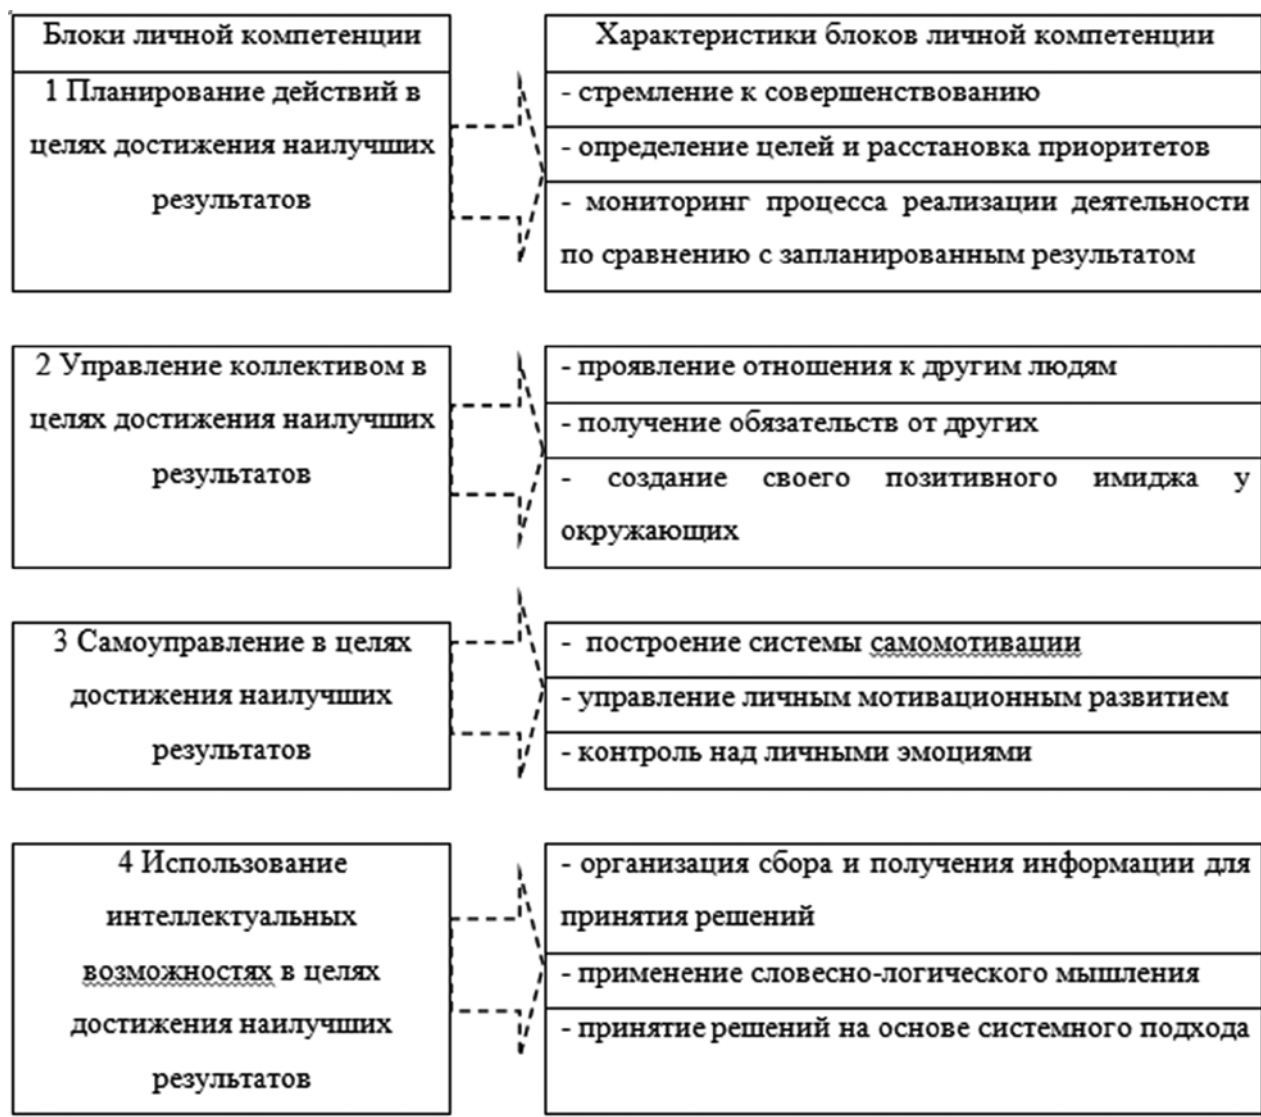 Блоки личной компетенции
Характеристики блоков личной компетенции
1 Планирование действий в
целях достижения наилучших
результатов
- стремление к совершенствованию
- определение целей и расстановка приоритетов
- мониторинг процесса реализации деятельности
по сравнению с запланированным результатом
2 Управление коллективом в
целях достижения наилучших
результатов
- проявление отношения к другим людям
- получение обязательств от других
- создание своего позитивного имиджа у
окружающих
3 Самоуправление в целях
достижения наилучших
результатов
- построение системы самомотивации
- управление личным мотивационным развитием
- контроль над личными эмоциями
4 Использование
интеллектуальных
возможностях в целях
достижения наилучших
результатов
- организация сбора и получения информации для
принятия решений
- применение словесно-логического мышления
- принятие решений на основе системного подхода